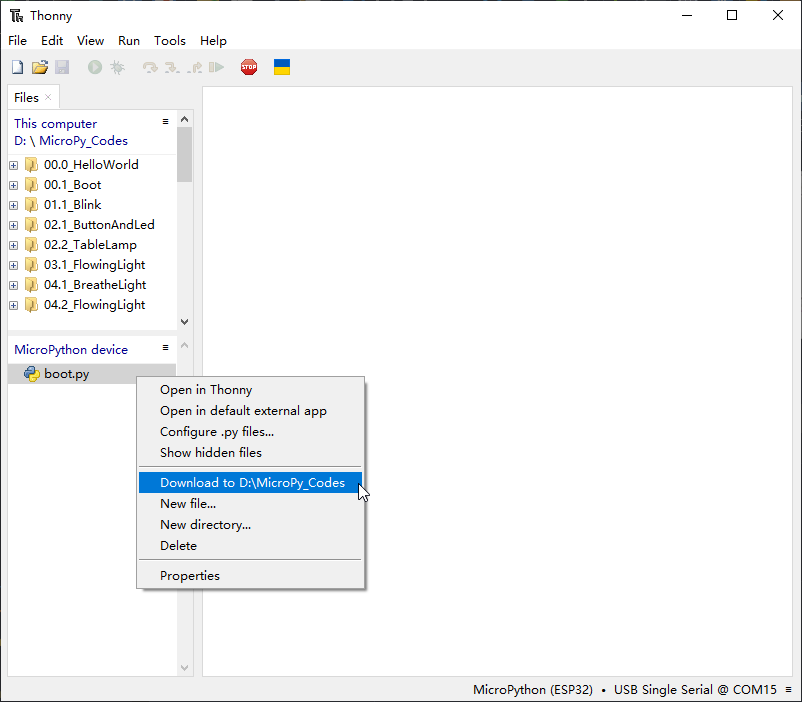 Thonny
File Edit View Run Tools Help
STOP
Files
This computer
D: \ MicroPy_Codes
00.0_HelloWorld
00.1_Boot
01.1_Blink
02.1_ButtonAndLed
02.2_TableLamp
03.1_FlowingLight
04.1_BreatheLight
04.2_FlowingLight
MicroPython device
boot.py
Open in Thonny
Open in default external app
Configure .py files...
Show hidden files
Download to D:\MicroPy_Codes
New file...
New directory...
Delete
Properties
MicroPython (ESP32) • USB Single Serial @ COM15